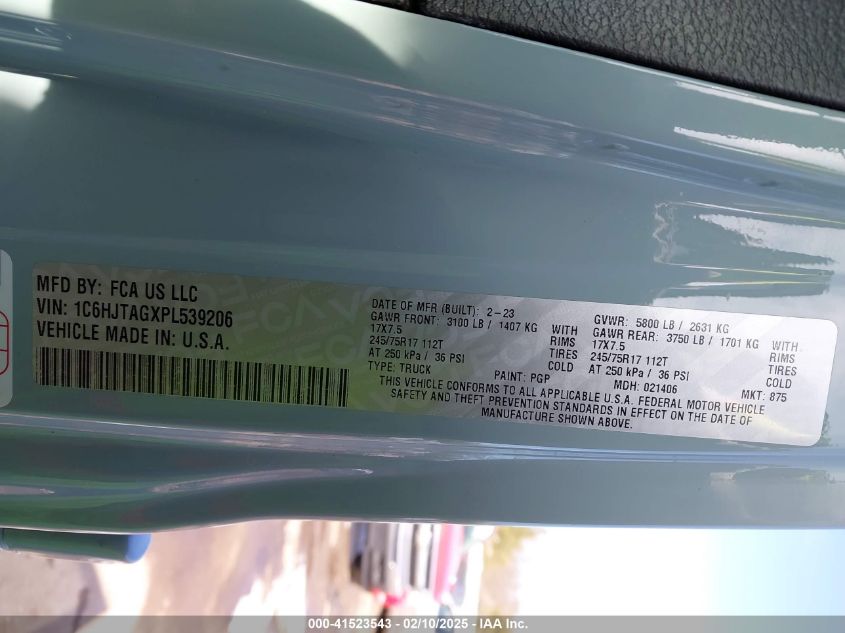 MFD BY: FCA US LLC
VIN: 1C6HJTAGXPL539206
VEHICLE MADE IN: U.S.A.
DATE OF MFR (BUILT): 2-23
GAWR FRONT: 3100 LB / 1407 KG WITH
17X7.5 RIMS
245/75R17 112T TIRES
AT 250 kPa / 36 PSI COLD
TYPE: TRUCK
PAINT: PGP
GVWR: 5800 LB / 2631 KG
GAWR REAR: 3750 LB / 1701 KG WITH
17X7.5 RIMS
245/75R17 112T TIRES
AT 250 kPa / 36 PSI COLD
MDH: 021406
MKT: 875
THIS VEHICLE CONFORMS TO ALL APPLICABLE U.S.A. FEDERAL MOTOR VEHICLE
SAFETY AND THEFT PREVENTION STANDARDS IN EFFECT ON THE DATE OF
MANUFACTURE SHOWN ABOVE.
000-41523543 - 02/10/2025 - IAA Inc.